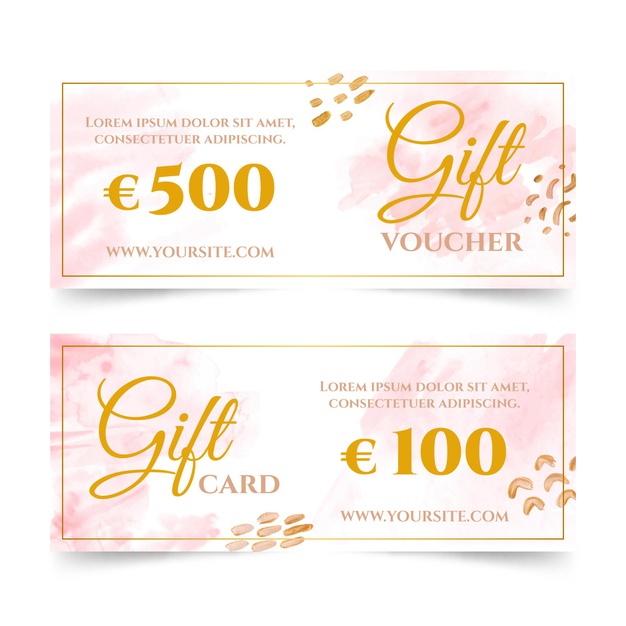 Lorem ipsum dolor sit amet,
consectetuer adipiscing.
€ 500
www.yoursite.com
Gift
VOUCHER
Gift
CARD
Lorem ipsum dolor sit amet,
consectetuer adipiscing.
€ 100
www.yoursite.com